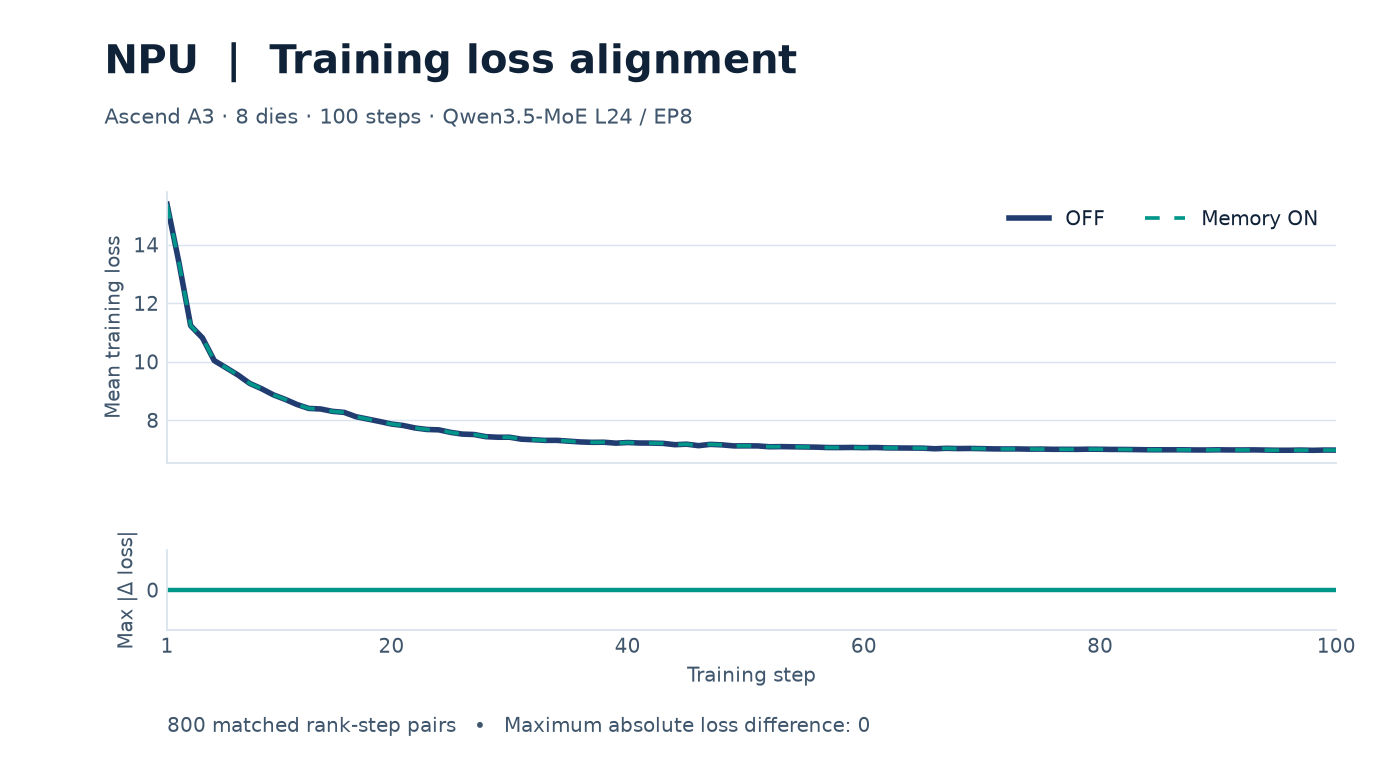 NPU | Training loss alignment
Ascend A3 · 8 dies · 100 steps · Qwen3.5-MoE L24 / EP8
OFF
Memory ON
Mean training loss
14
12
10
8
Max |Δ loss|
0
1
20
40
60
80
100
Training step
800 matched rank-step pairs • Maximum absolute loss difference: 0